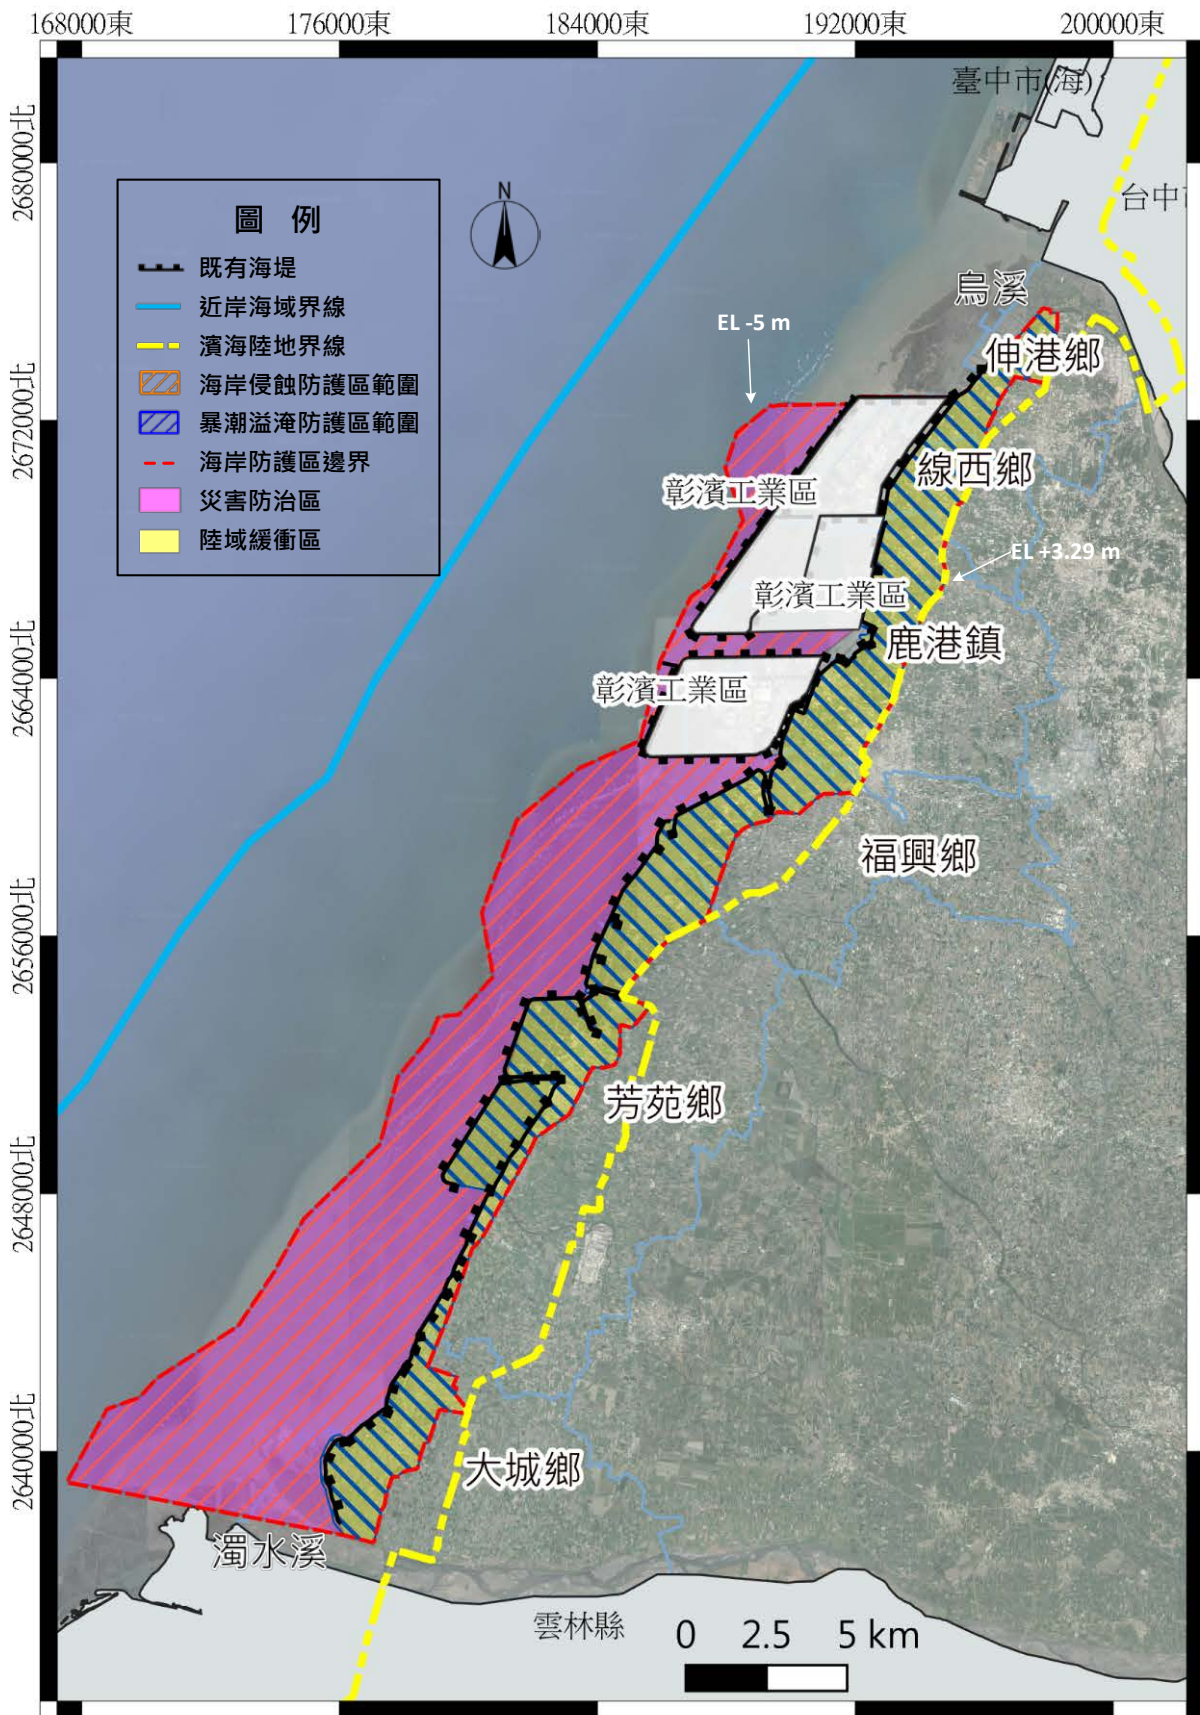 168000東
176000東
184000東
192000東
200000東
臺中市(海)
2680000北
台中市
圖 例
N
既有海堤
近岸海域界線
濱海陸地界線
海岸侵蝕防護區範圍
暴潮溢淹防護區範圍
海岸防護區邊界
災害防治區
陸域緩衝區
烏溪
EL -5 m
伸港鄉
2672000北
線西鄉
彰濱工業區
EL +3.29 m
彰濱工業區
鹿港鎮
2664000北
彰濱工業區
福興鄉
2656000北
芳苑鄉
2648000北
2640000北
大城鄉
濁水溪
雲林縣
0 2.5 5 km